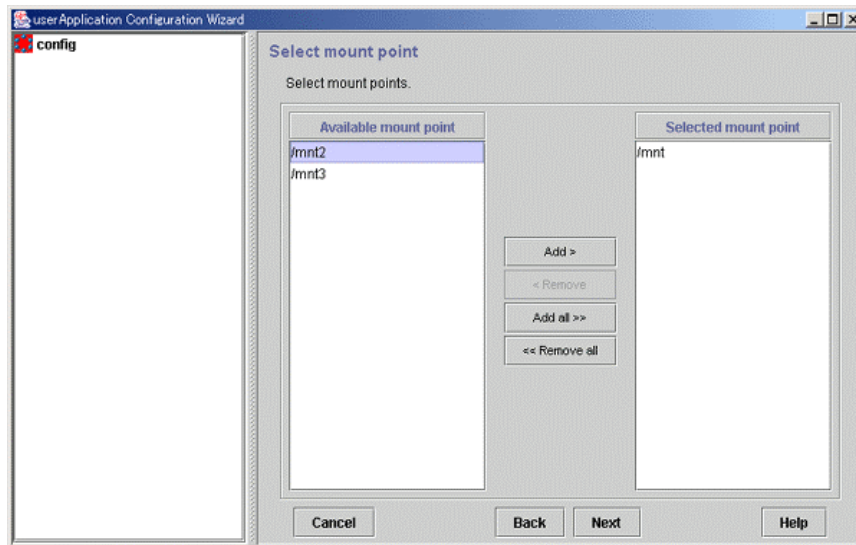 userApplication Configuration Wizard
config
Select mount point
Select mount points.
Available mount point
/mnt2
/mnt3
Add >
< Remove
Add all >>
<< Remove all
Selected mount point
/mnt
Cancel
Back
Next
Help